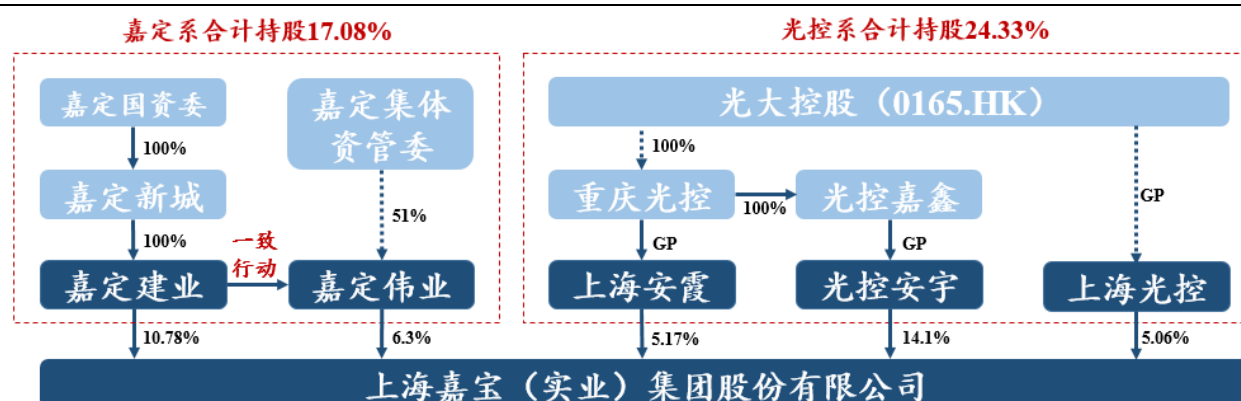 嘉定系合计持股17.08%
光控系合计持股24.33%
嘉定国资委
嘉定集体
资管委
光大控股（0165.HK）
100%
100%
嘉定新城
重庆光控
100%
光控嘉鑫
51%
GP
100%
一致
行动
GP
GP
嘉定建业
嘉定伟业
上海安霞
光控安宇
上海光控
10.78%
6.3%
5.17%
14.1%
5.06%
上海嘉宝（实业）集团股份有限公司